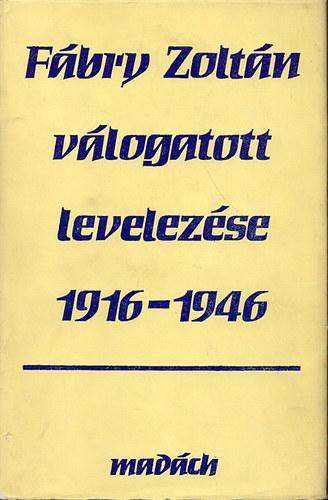 Fábry Zoltán
válogatott
levelezése
1916-1946
madách